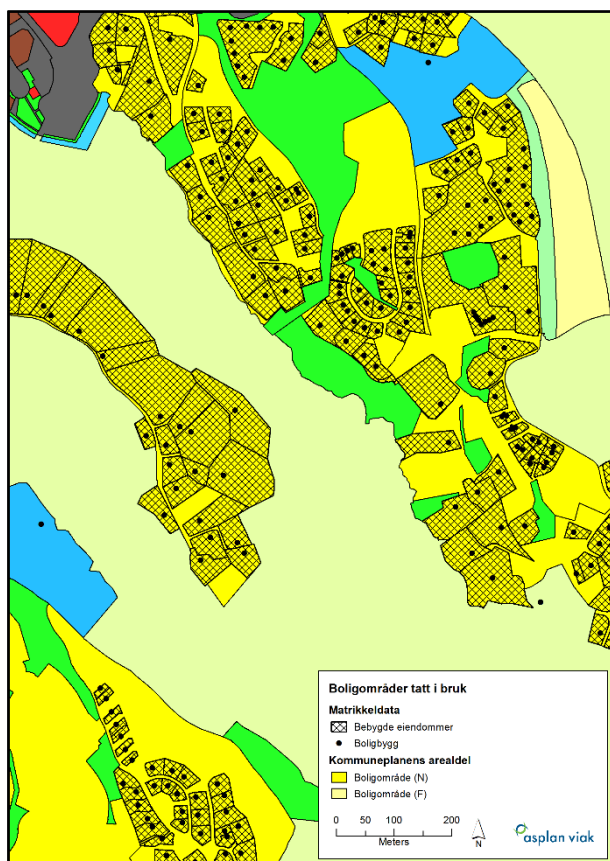 Boligområder tatt i bruk
Matrikkeldata
Bebygde eiendommer
Boligbygg
Kommuneplanens arealdel
Boligområde (N)
Boligområde (F)
0 50 100 200
Meters
N
asplan viak